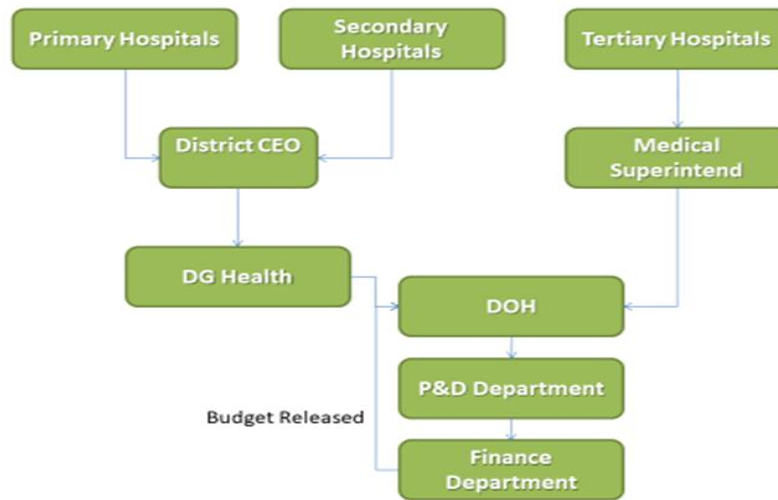 Primary Hospitals
Secondary
Hospitals
Tertiary Hospitals
District CEO
Medical
Superintend
DG Health
DOH
P&D Department
Budget Released
Finance
Department